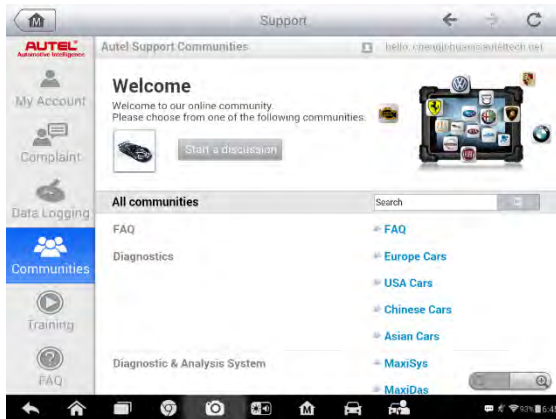 Support
AUTEL
Automotive Intelligence
Autel Support Communities
My Account
Complaint
Data Logging
Communities
Training
FAQ
Welcome
Welcome to our online community.
Please choose from one of the following communities.
Start a discussion
All communities
Search
FAQ
FAQ
Diagnostics
Europe Cars
USA Cars
Chinese Cars
Asian Cars
Diagnostic & Analysis System
MaxiSys
MaxiDas
93%